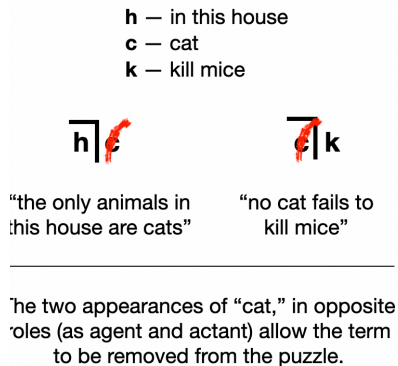 h — in this house
c — cat
k — kill mice
h c c k
“the only animals in “no cat fails to
this house are cats” kill mice”
The two appearances of “cat,” in opposite
roles (as agent and actant) allow the term
to be removed from the puzzle.